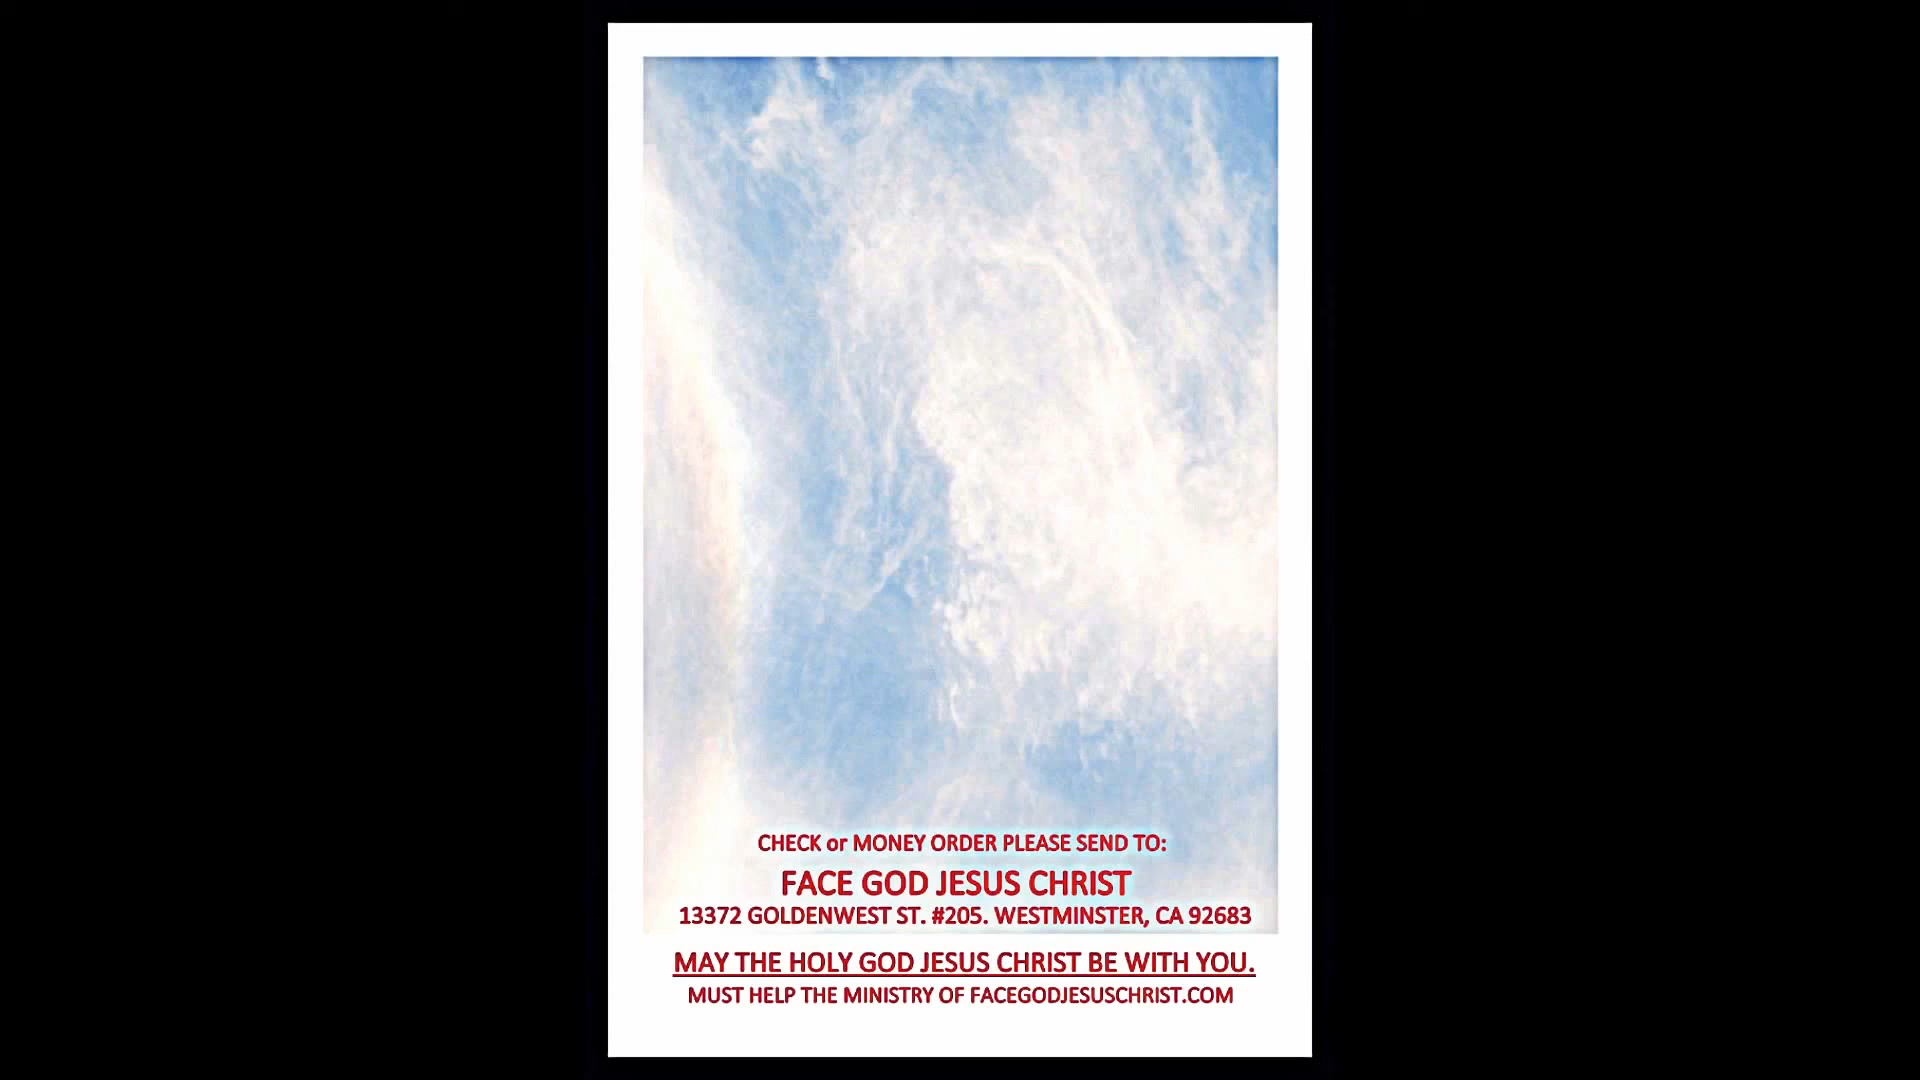 CHECK or MONEY ORDER PLEASE SEND TO:
FACE GOD JESUS CHRIST
13372 GOLDENWEST ST. #205. WESTMINSTER, CA 92683
MAY THE HOLY GOD JESUS CHRIST BE WITH YOU.
MUST HELP THE MINISTRY OF FACEGODJESUSCHRIST.COM